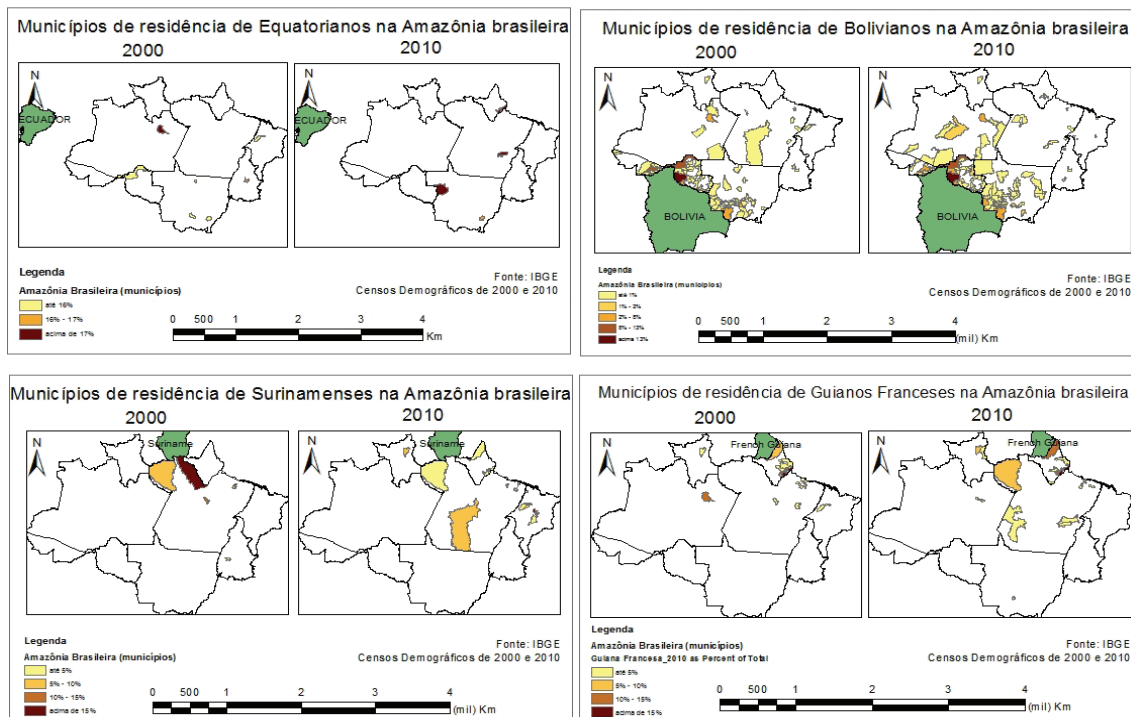 Municípios de residência de Equatorianos na Amazônia brasileira
2000
2010
N
ECUADOR
N
ECUADOR
Legenda
Amazônia Brasileira (municípios)
até 16%
16% - 17%
acima de 17%
Fonte: IBGE
Censos Demográficos de 2000 e 2010
0 500 1 2 3 4
Km
Municípios de residência de Bolivianos na Amazônia brasileira
2000
2010
N
BOLIVIA
N
BOLIVIA
Legenda
Amazônia Brasileira (municípios)
até 1%
1% - 2%
2% - 8%
8% - 13%
acima 13%
Fonte: IBGE
Censos Demográficos de 2000 e 2010
0 500 1 2 3 4
(mil) Km
Municípios de residência de Surinamenses na Amazônia brasileira
2000
2010
N
Suriname
N
Suriname
Legenda
Amazônia Brasileira (municípios)
até 5%
5% - 10%
10% - 15%
acima de 15%
Fonte: IBGE
Censos Demográficos de 2000 e 2010
0 500 1 2 3 4
(mil) Km
Municípios de residência de Guianos Franceses na Amazônia brasileira
2000
2010
N
French Guiana
N
French Guiana
Legenda
Amazônia Brasileira (municípios)
Guiana Francesa_2010 as Percent of Total
até 5%
5% - 10%
10% - 15%
acima de 15%
Fonte: IBGE
Censos Demográficos de 2000 e 2010
0 500 1 2 3 4
(mil) Km